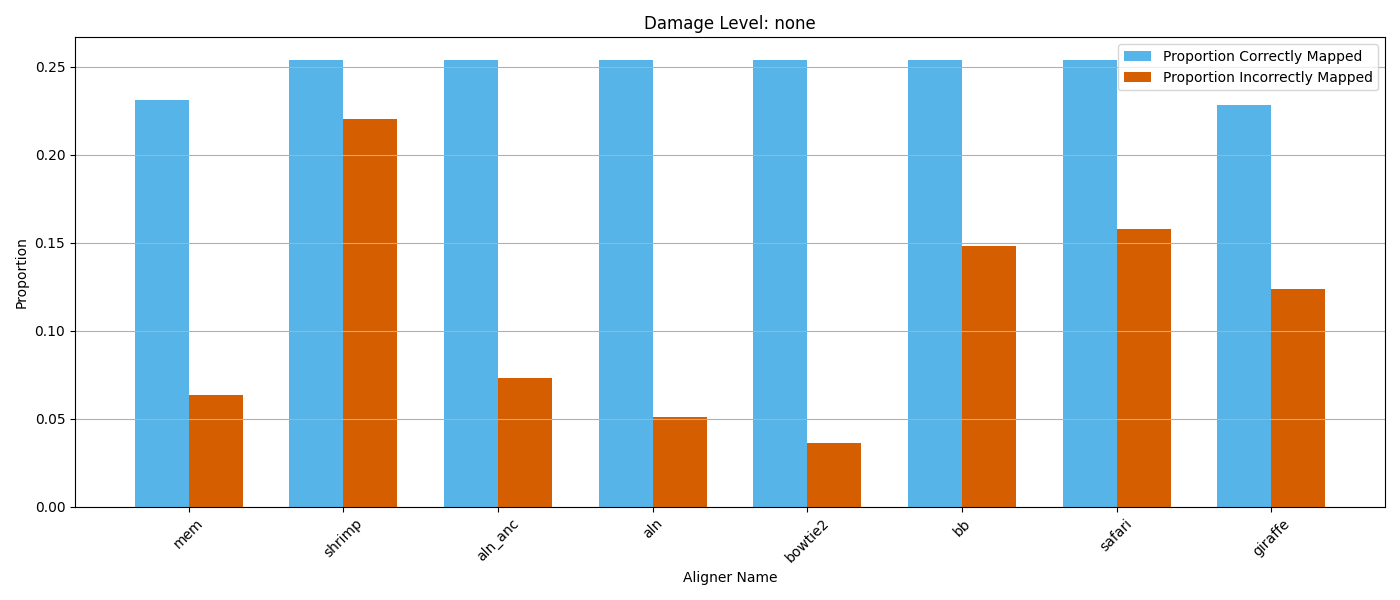 Damage Level: none
Proportion Correctly Mapped
Proportion Incorrectly Mapped
Proportion
0.25
0.20
0.15
0.10
0.05
0.00
mem
shrimp
aln_anc
aln
bowtie2
bb
safari
giraffe
Aligner Name